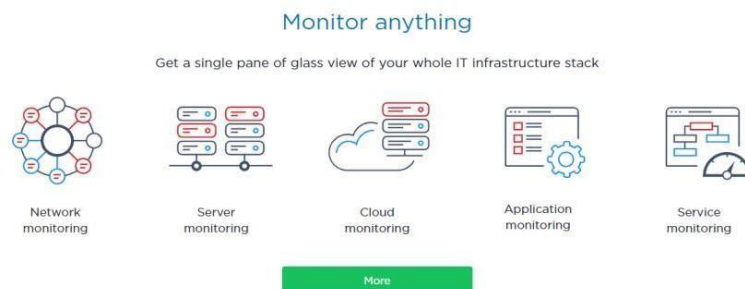 Monitor anything
Get a single pane of glass view of your whole IT infrastructure stack
Network
monitoring
Server
monitoring
Cloud
monitoring
Application
monitoring
Service
monitoring
More